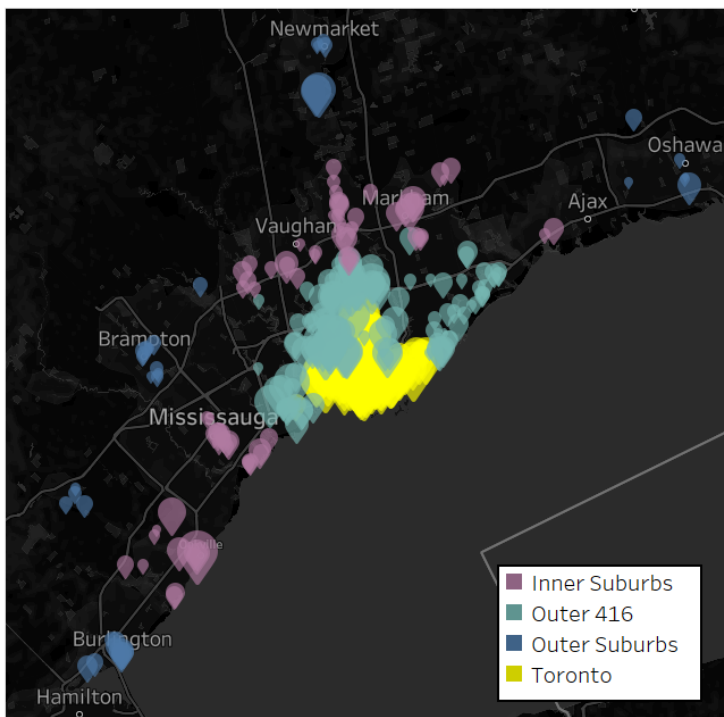 Newmarket
Oshawa
Markham
Ajax
Vaughan
Brampton
Mississauga
Burlington
Hamilton
Inner Suburbs
Outer 416
Outer Suburbs
Toronto